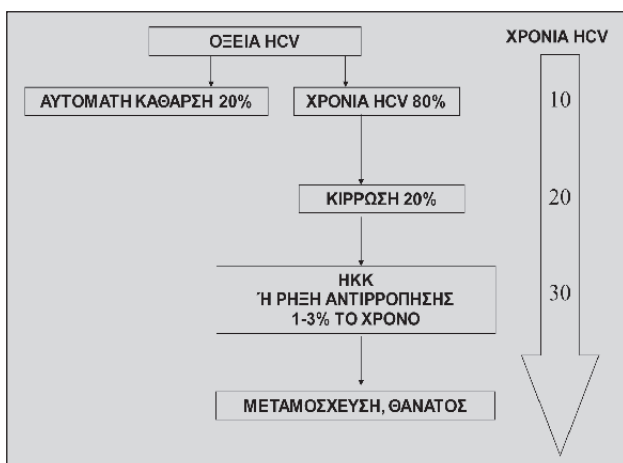 ΟΞΕΙΑ HCV
ΧΡΟΝΙΑ HCV
ΑΥΤΟΜΑΤΗ ΚΑΘΑΡΣΗ 20%
ΧΡΟΝΙΑ HCV 80%
10
ΚΙΡΡΩΣΗ 20%
20
ΗΚΚ
Ή ΡΗΞΗ ΑΝΤΙΡΡΟΠΗΣΗΣ
1-3% ΤΟ ΧΡΟΝΟ
30
ΜΕΤΑΜΟΣΧΕΥΣΗ, ΘΑΝΑΤΟΣ